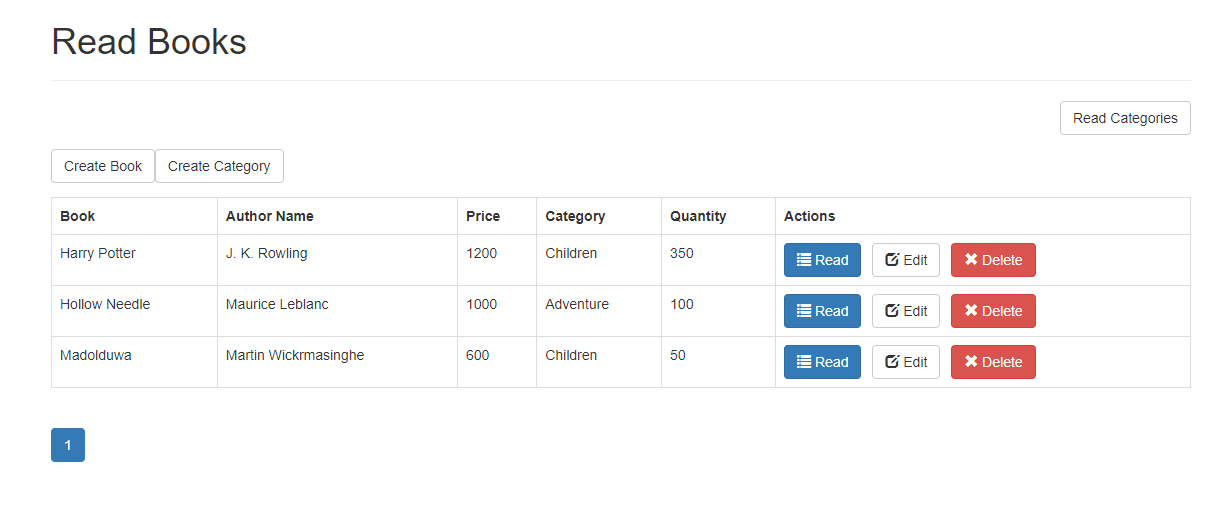 Read Books
Read Categories
Create Book Create Category
Book Author Name Price Category Quantity Actions
Harry Potter J. K. Rowling 1200 Children 350 Read Edit Delete
Hollow Needle Maurice Leblanc 1000 Adventure 100 Read Edit Delete
Madolduwa Martin Wickrmasinghe 600 Children 50 Read Edit Delete
1